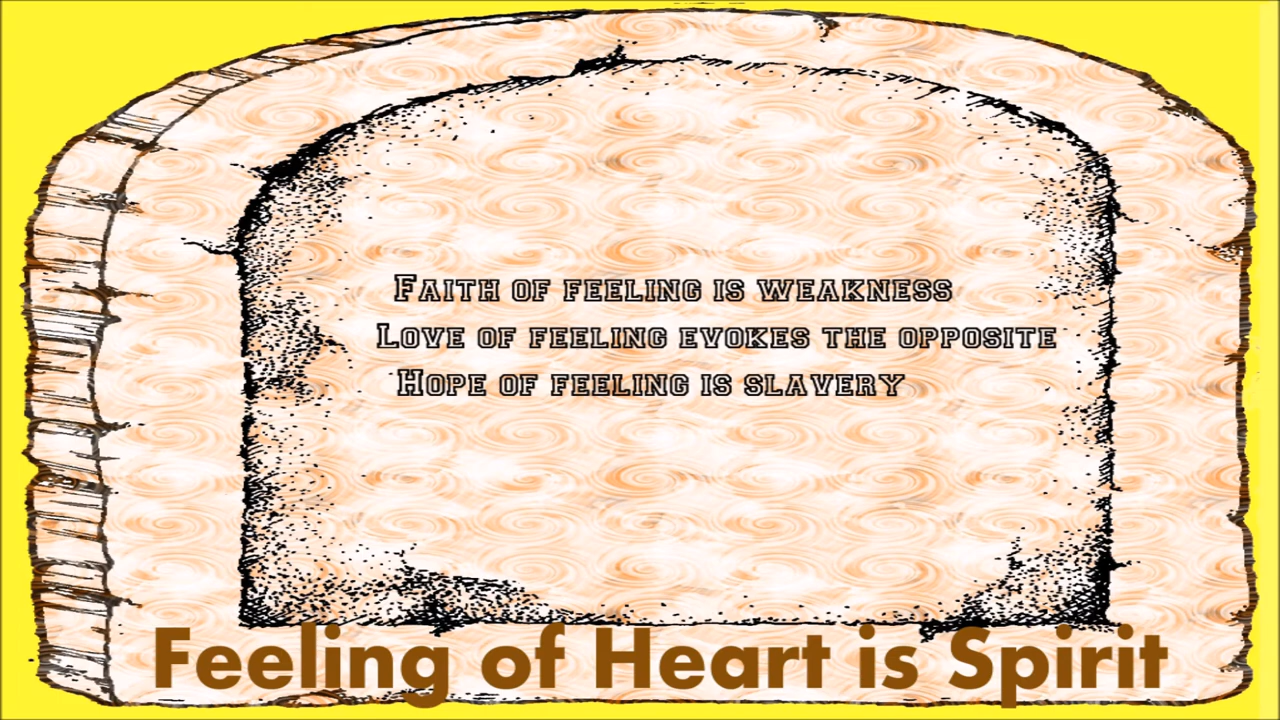 Faith of feeling is weakness
Love of feeling evokes the opposite
Hope of feeling is slavery
Feeling of Heart is Spirit